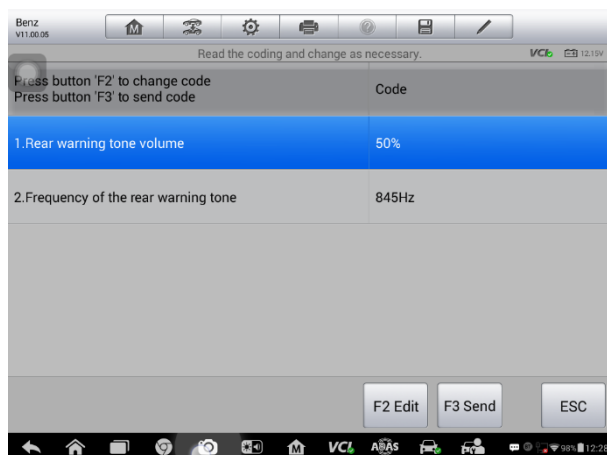 Benz
V11.00.05
Read the coding and change as necessary.
VCI
12.15V
Press button 'F2' to change code
Press button 'F3' to send code
Code
1.Rear warning tone volume
50%
2.Frequency of the rear warning tone
845Hz
F2 Edit
F3 Send
ESC
M
VCI
ADAS
98%
12:28